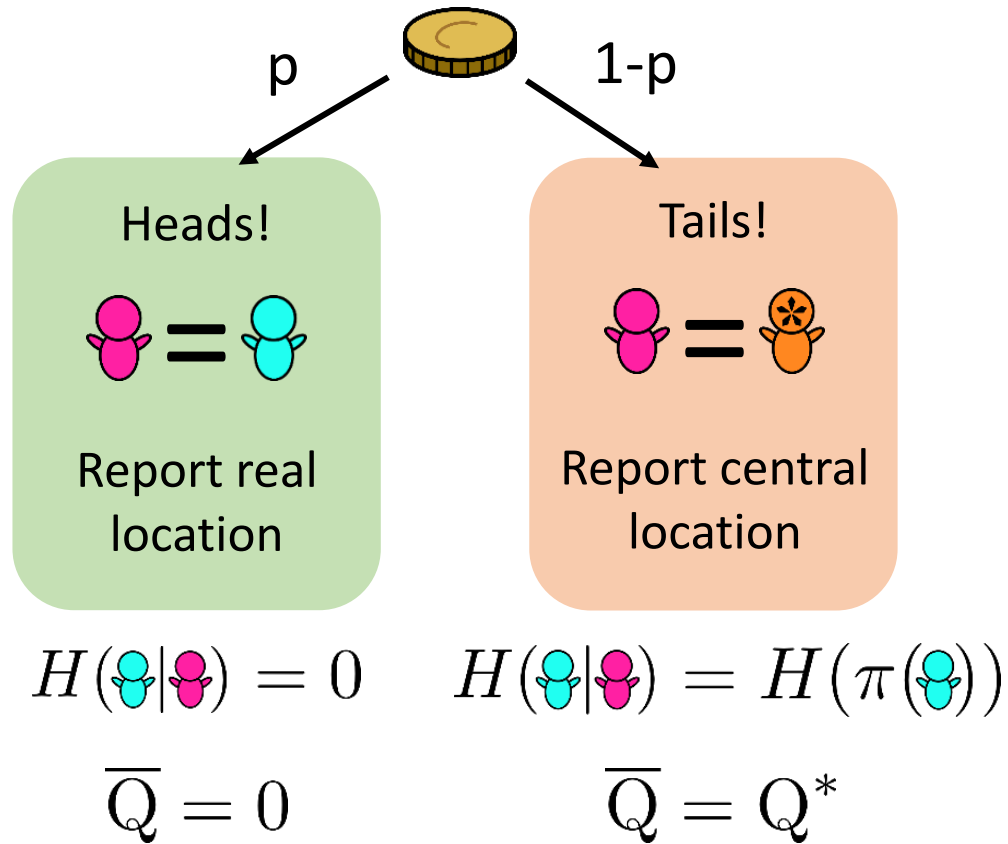 p
1-p
Heads!
=
Report real
location
Tails!
=
Report central
location
H(|) = 0
H(|) = H(π())
Q̅ = 0
Q̅ = Q*